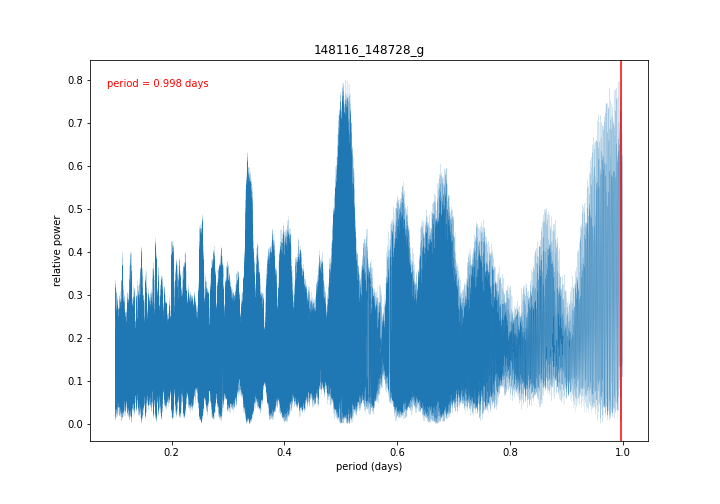 148116_148728_g
period = 0.998 days
relative power
0.8
0.7
0.6
0.5
0.4
0.3
0.2
0.1
0.0
0.2 0.4 0.6 0.8 1.0
period (days)